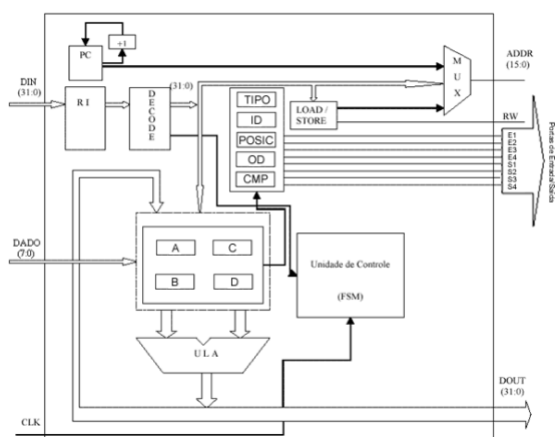 PC
+1
M U X
ADDR
(15:0)
DIN
(31:0)
R I
DECODE
(31:0)
TIPO
ID
POSIC
OD
CMP
LOAD /
STORE
RW
E1
E2
E3
E4
S1
S2
S3
S4
Portas de Entrada/Saída
DADO
(7:0)
A
C
B
D
Unidade de Controle
(FSM)
U L A
DOUT
(31:0)
CLK